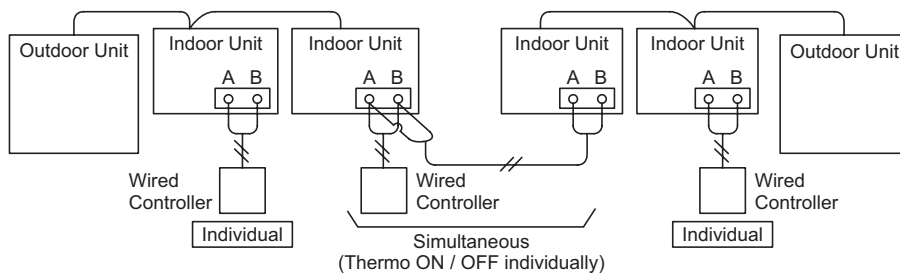 Outdoor Unit
Indoor Unit
Indoor Unit
Indoor Unit
Indoor Unit
Outdoor Unit
A B
A B
A B
A B
Wired
Controller
Wired
Controller
Wired
Controller
Individual
Simultaneous
(Thermo ON / OFF individually)
Individual